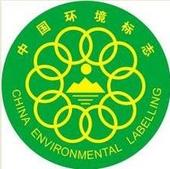 中国环境标志
CHINA ENVIRONMENTAL LABELLING